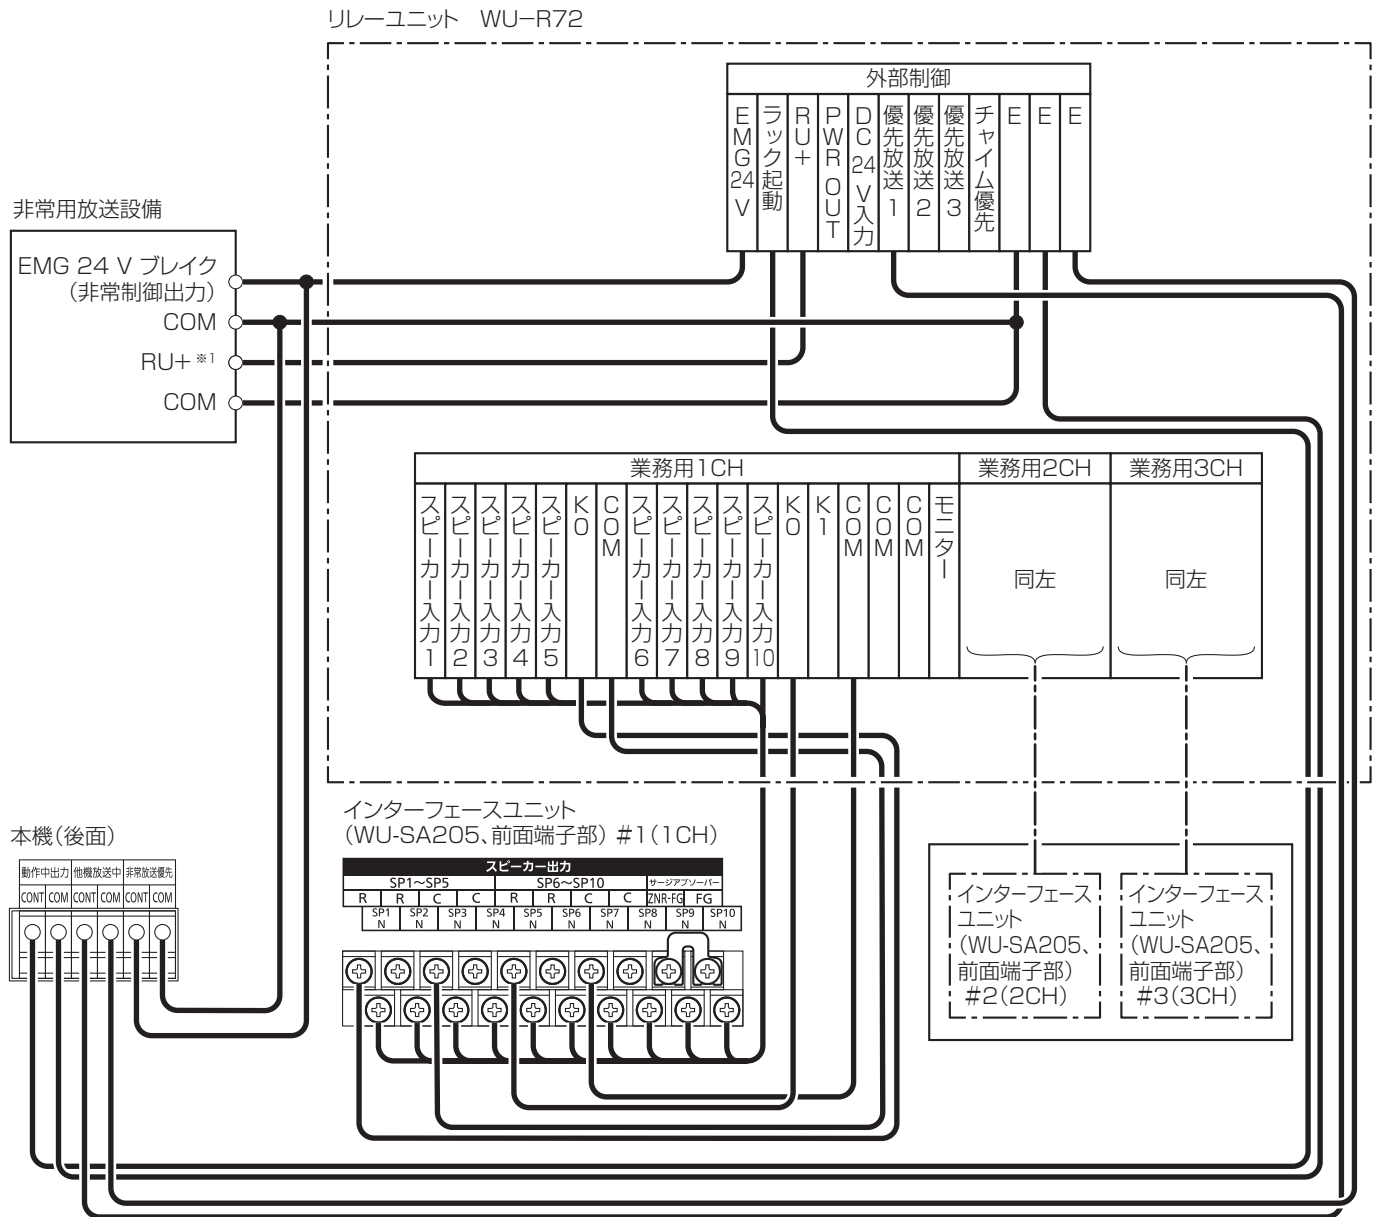 リレーユニット　WU−R72
外部制御
EMG24V
ラック起動
RU+
PWR OUT
DC24V入力
優先放送1
優先放送2
優先放送3
チャイム優先
E
E
E
非常用放送設備
EMG 24 V ブレイク
（非常制御出力）
COM
RU+ ※1
COM
業務用1CH
業務用2CH
業務用3CH
スピーカー入力1
スピーカー入力2
スピーカー入力3
スピーカー入力4
スピーカー入力5
K0
COM
スピーカー入力6
スピーカー入力7
スピーカー入力8
スピーカー入力9
スピーカー入力10
K0
K1
COM
COM
COM
モニター
同左
同左
本機（後面）
動作中出力 他機放送中 非常放送優先
CONT COM CONT COM CONT COM
インターフェースユニット
（WU-SA205、前面端子部）#1（1CH）
スピーカー出力
SP1〜SP5 SP6〜SP10 サージアブソーバー
R R C C R R C C ZNR-FG FG
SP1 SP2 SP3 SP4 SP5 SP6 SP7 SP8 SP9 SP10
N N N N N N N N N N
インターフェース
ユニット
（WU-SA205、
前面端子部）
#2（2CH）
インターフェース
ユニット
（WU-SA205、
前面端子部）
#3（3CH）